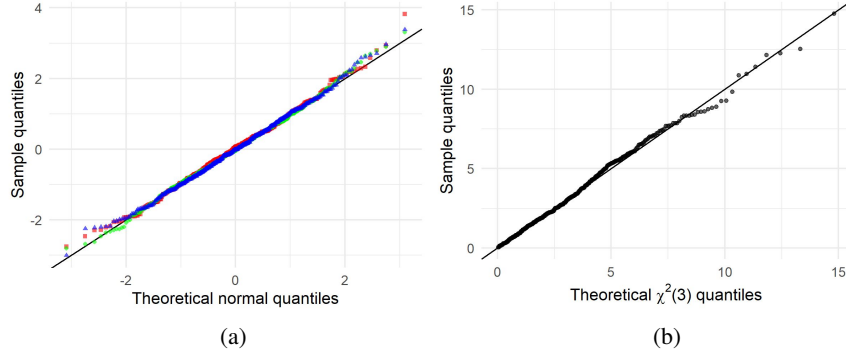 4
2
0
-2
Sample quantiles
-2
0
2
Theoretical normal quantiles
(a)
15
10
5
0
Sample quantiles
0
5
10
15
Theoretical χ²(3) quantiles
(b)